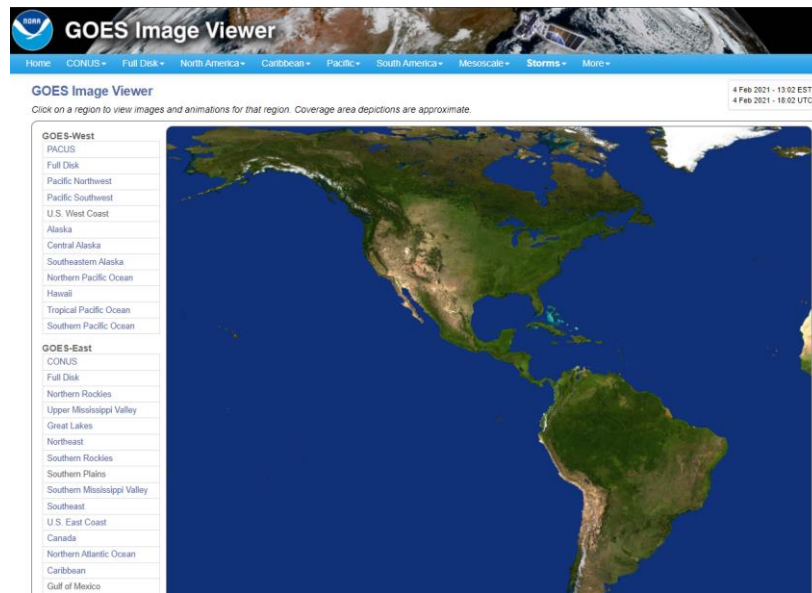 NOAA
GOES Image Viewer
Home CONUS Full Disk North America Caribbean Pacific South America Mesoscale Storms More
GOES Image Viewer
4 Feb 2021 - 13:02 EST
4 Feb 2021 - 18:02 UTC
Click on a region to view images and animations for that region. Coverage area depictions are approximate.
GOES-West
PACUS
Full Disk
Pacific Northwest
Pacific Southwest
U.S. West Coast
Alaska
Central Alaska
Southeastern Alaska
Northern Pacific Ocean
Hawaii
Tropical Pacific Ocean
Southern Pacific Ocean
GOES-East
CONUS
Full Disk
Northern Rockies
Upper Mississippi Valley
Great Lakes
Northeast
Southern Rockies
Southern Plains
Southern Mississippi Valley
Southeast
U.S. East Coast
Canada
Northern Atlantic Ocean
Caribbean
Gulf of Mexico